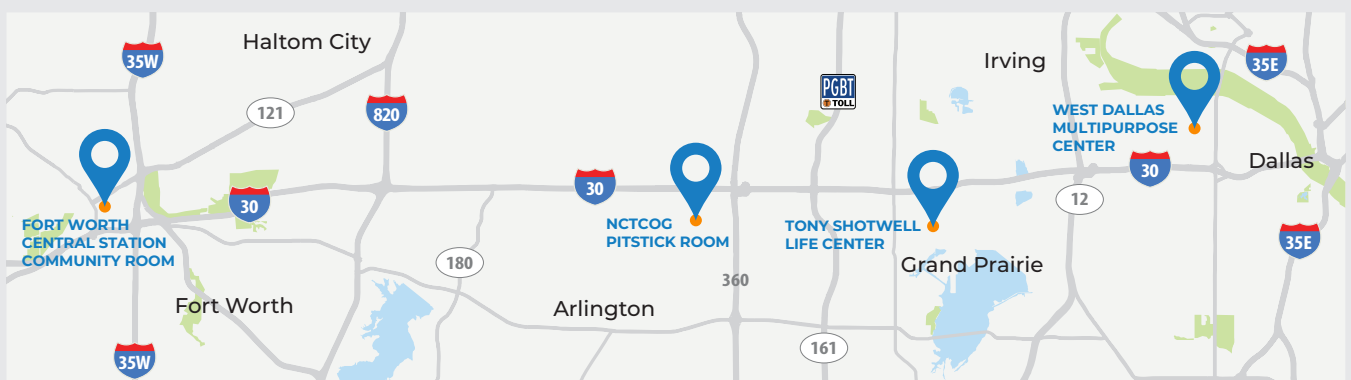 Haltom City
35W
121
820
PGBT
TOLL
Irving
35E
WEST DALLAS
MULTIPURPOSE
CENTER
Dallas
30
30
30
12
FORT WORTH
CENTRAL STATION
COMMUNITY ROOM
NCTCOG
PITSTICK ROOM
TONY SHOTWELL
LIFE CENTER
35E
180
360
Grand Prairie
Fort Worth
Arlington
161
35W